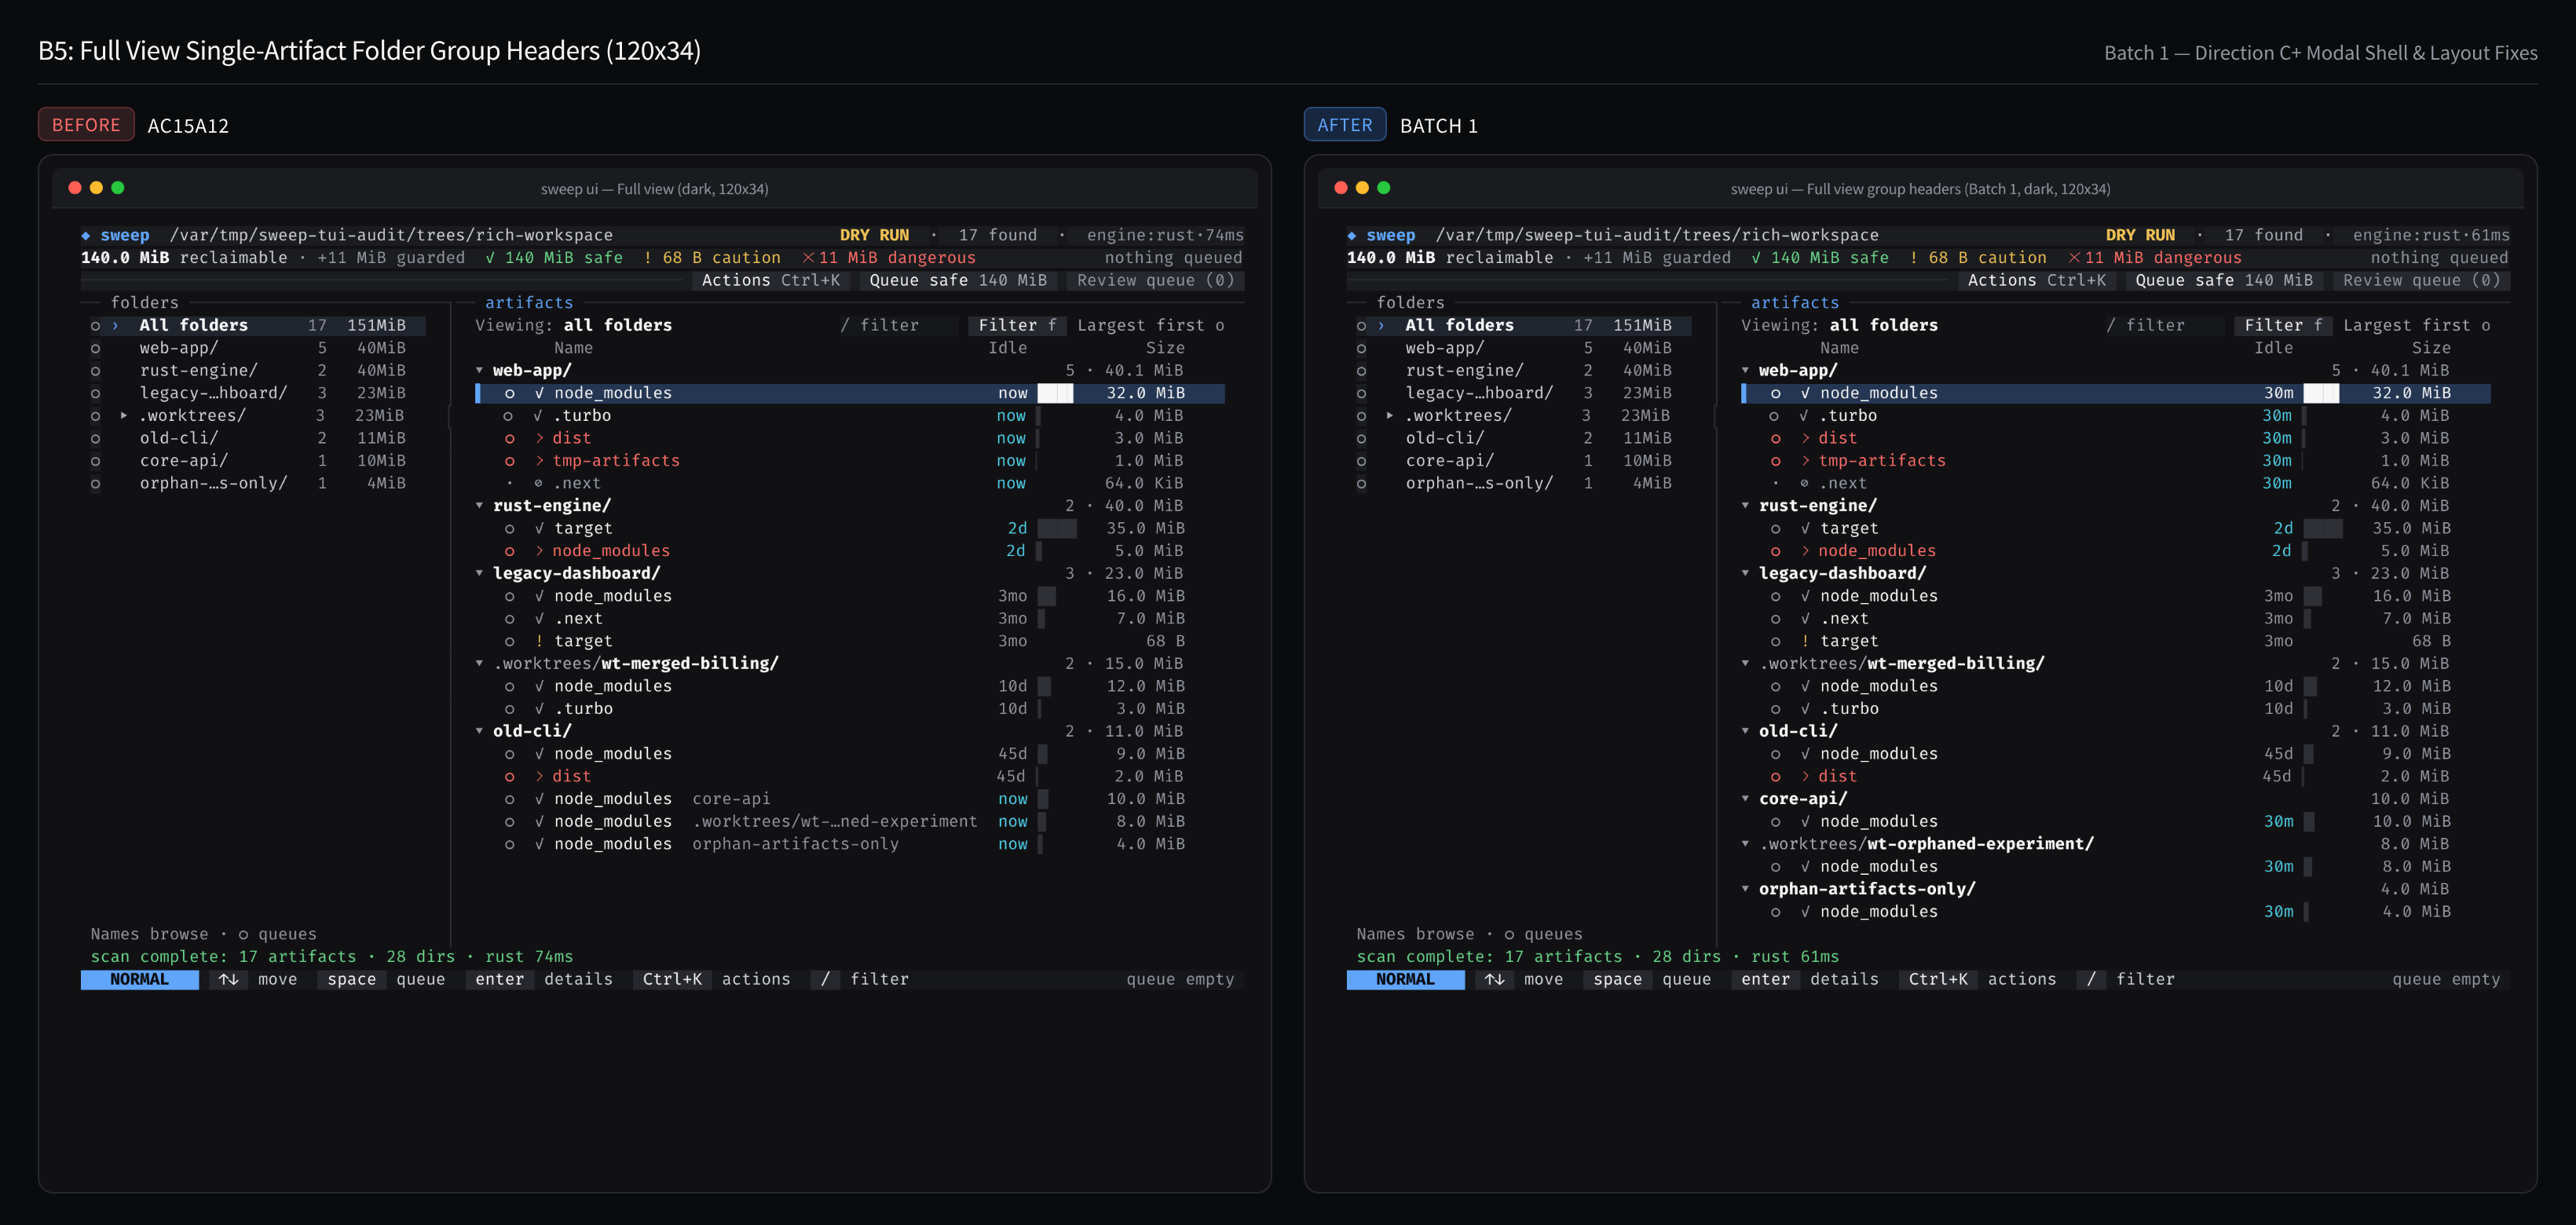 B5: Full View Single-Artifact Folder Group Headers (120x34)
Batch 1 — Direction C+ Modal Shell & Layout Fixes
BEFORE AC15A12
sweep ui — Full view (dark, 120x34)
◆ sweep /var/tmp/sweep-tui-audit/trees/rich-workspace DRY RUN · 17 found · engine:rust·74ms
140.0 MiB reclaimable · +11 MiB guarded √ 140 MiB safe ! 68 B caution ×11 MiB dangerous nothing queued
Actions Ctrl+K Queue safe 140 MiB Review queue (0)
folders
○ › All folders 17 151MiB
○ web-app/ 5 40MiB
○ rust-engine/ 2 40MiB
○ legacy-…hboard/ 3 23MiB
○ ▸ .worktrees/ 3 23MiB
○ old-cli/ 2 11MiB
○ core-api/ 1 10MiB
○ orphan-…s-only/ 1 4MiB
artifacts
Viewing: all folders / filter Filter f Largest first o
Name Idle Size
▾ web-app/ 5 · 40.1 MiB
○ √ node_modules now 32.0 MiB
○ √ .turbo now 4.0 MiB
○ > dist now 3.0 MiB
○ > tmp-artifacts now 1.0 MiB
· ⊘ .next now 64.0 KiB
▾ rust-engine/ 2 · 40.0 MiB
○ √ target 2d 35.0 MiB
○ > node_modules 2d 5.0 MiB
▾ legacy-dashboard/ 3 · 23.0 MiB
○ √ node_modules 3mo 16.0 MiB
○ √ .next 3mo 7.0 MiB
○ ! target 3mo 68 B
▾ .worktrees/wt-merged-billing/ 2 · 15.0 MiB
○ √ node_modules 10d 12.0 MiB
○ √ .turbo 10d 3.0 MiB
▾ old-cli/ 2 · 11.0 MiB
○ √ node_modules 45d 9.0 MiB
○ > dist 45d 2.0 MiB
○ √ node_modules core-api now 10.0 MiB
○ √ node_modules .worktrees/wt-…ned-experiment now 8.0 MiB
○ √ node_modules orphan-artifacts-only now 4.0 MiB
Names browse · ○ queues
scan complete: 17 artifacts · 28 dirs · rust 74ms
NORMAL ↑↓ move space queue enter details Ctrl+K actions / filter queue empty
AFTER BATCH 1
sweep ui — Full view group headers (Batch 1, dark, 120x34)
◆ sweep /var/tmp/sweep-tui-audit/trees/rich-workspace DRY RUN · 17 found · engine:rust·61ms
140.0 MiB reclaimable · +11 MiB guarded √ 140 MiB safe ! 68 B caution ×11 MiB dangerous nothing queued
Actions Ctrl+K Queue safe 140 MiB Review queue (0)
folders
○ › All folders 17 151MiB
○ web-app/ 5 40MiB
○ rust-engine/ 2 40MiB
○ legacy-…hboard/ 3 23MiB
○ ▸ .worktrees/ 3 23MiB
○ old-cli/ 2 11MiB
○ core-api/ 1 10MiB
○ orphan-…s-only/ 1 4MiB
artifacts
Viewing: all folders / filter Filter f Largest first o
Name Idle Size
▾ web-app/ 5 · 40.1 MiB
○ √ node_modules 30m 32.0 MiB
○ √ .turbo 30m 4.0 MiB
○ > dist 30m 3.0 MiB
○ > tmp-artifacts 30m 1.0 MiB
· ⊘ .next 30m 64.0 KiB
▾ rust-engine/ 2 · 40.0 MiB
○ √ target 2d 35.0 MiB
○ > node_modules 2d 5.0 MiB
▾ legacy-dashboard/ 3 · 23.0 MiB
○ √ node_modules 3mo 16.0 MiB
○ √ .next 3mo 7.0 MiB
○ ! target 3mo 68 B
▾ .worktrees/wt-merged-billing/ 2 · 15.0 MiB
○ √ node_modules 10d 12.0 MiB
○ √ .turbo 10d 3.0 MiB
▾ old-cli/ 2 · 11.0 MiB
○ √ node_modules 45d 9.0 MiB
○ > dist 45d 2.0 MiB
▾ core-api/ 10.0 MiB
○ √ node_modules 30m 10.0 MiB
▾ .worktrees/wt-orphaned-experiment/ 8.0 MiB
○ √ node_modules 30m 8.0 MiB
▾ orphan-artifacts-only/ 4.0 MiB
○ √ node_modules 30m 4.0 MiB
Names browse · ○ queues
scan complete: 17 artifacts · 28 dirs · rust 61ms
NORMAL ↑↓ move space queue enter details Ctrl+K actions / filter queue empty